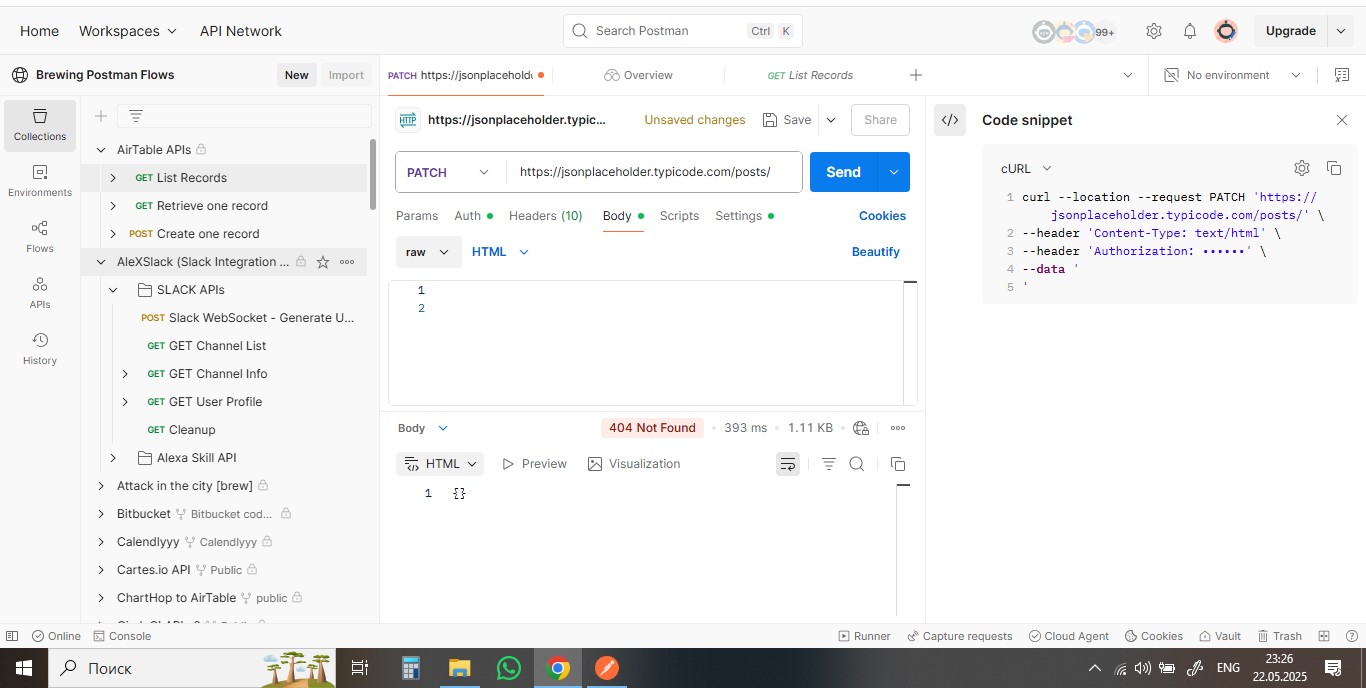 Home Workspaces API Network Search Postman Ctrl K 99+ Upgrade
Brewing Postman Flows New Import PATCH https://jsonplaceholde Overview GET List Records No environment
Collections
Environments
Flows
APIs
History
AirTable APIs
GET List Records
GET Retrieve one record
POST Create one record
AleXSlack (Slack Integration ...
SLACK APIs
POST Slack WebSocket - Generate U...
GET GET Channel List
GET GET Channel Info
GET GET User Profile
GET Cleanup
Alexa Skill API
Attack in the city [brew]
Bitbucket Bitbucket cod...
Calendlyyy Calendlyyy
Cartes.io API Public
ChartHop to AirTable public
HTTP https://jsonplaceholder.typic... Unsaved changes Save Share
PATCH https://jsonplaceholder.typicode.com/posts/ Send
Params Auth Headers (10) Body Scripts Settings Cookies
raw HTML Beautify
1
2
Body 404 Not Found 393 ms 1.11 KB
HTML Preview Visualization
1 {}
</> Code snippet
cURL
1 curl --location --request PATCH 'https://
jsonplaceholder.typicode.com/posts/' \
2 --header 'Content-Type: text/html' \
3 --header 'Authorization: ••••••' \
4 --data '
5 '
Online Console Runner Capture requests Cloud Agent Cookies Vault Trash
Поиск ENG 23:26
22.05.2025